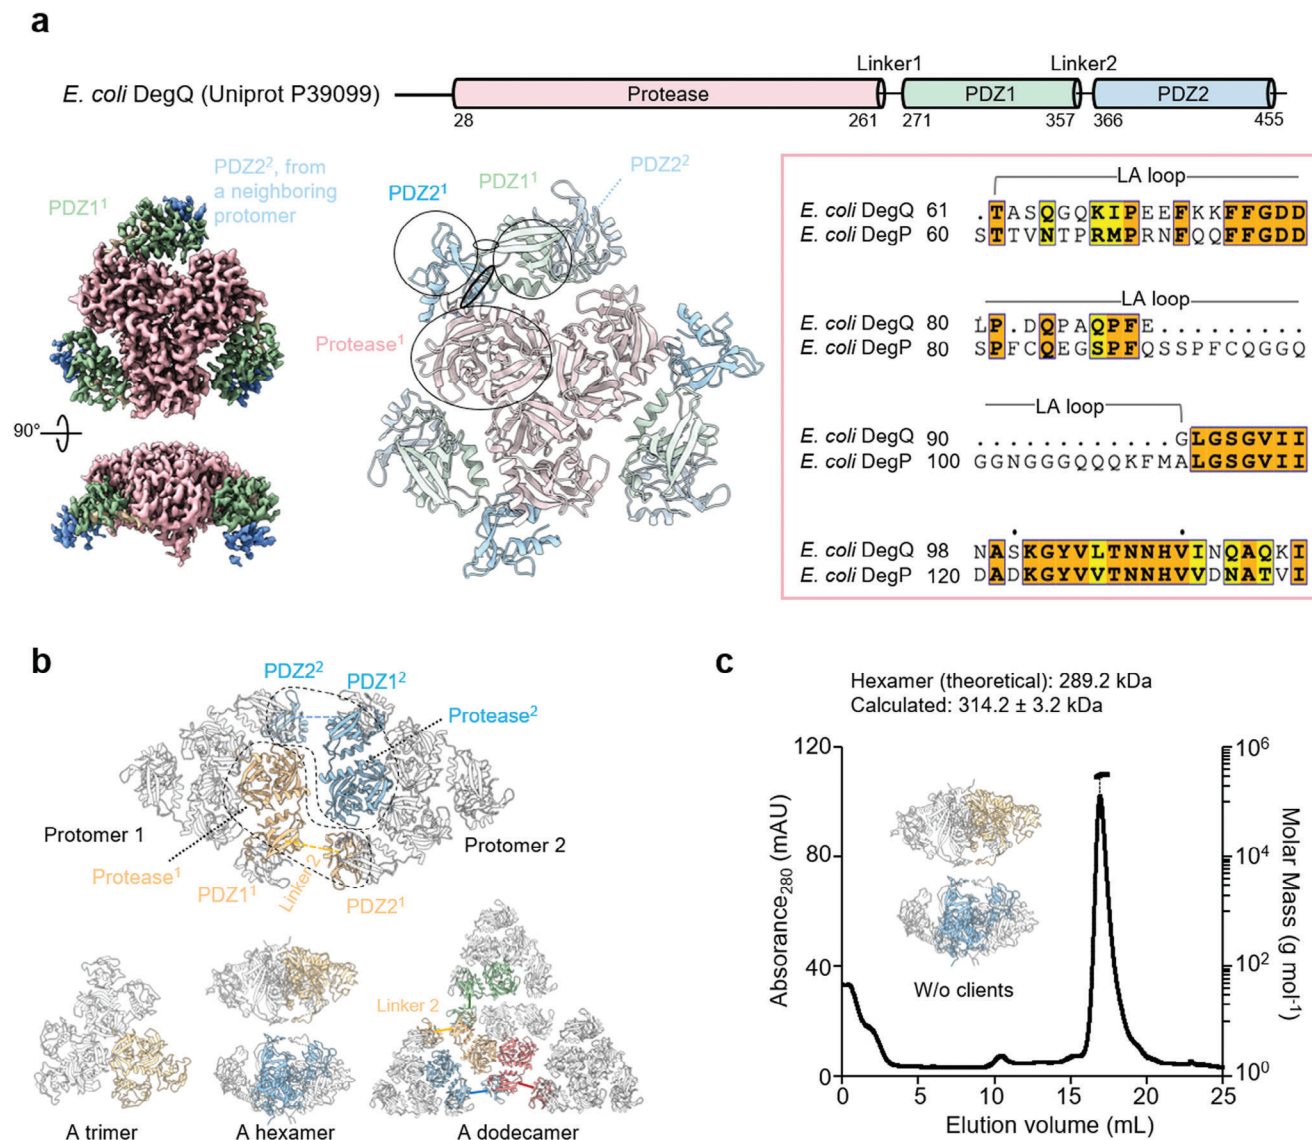 a
Linker1 Linker2
E. coli DegQ (Uniprot P39099)
Protease PDZ1 PDZ2
28 261 271 357 366 455
PDZ1¹
PDZ2², from
a neighboring
protomer
90°
PDZ2¹
PDZ1¹
PDZ2²
Protease¹
LA loop
E. coli DegQ 61 .TASQGQKIPEEFKKFFGDD
E. coli DegP 60 STTVNTPRMPRNFQQFFGDD
LA loop
E. coli DegQ 80 LP.DQPAQPFE.........
E. coli DegP 80 SPFCQEGSPFQSSPFCQGGQ
LA loop
E. coli DegQ 90 ............GLGSGVII
E. coli DegP 100 GGNGGGQQQKFMALGSGVII
E. coli DegQ 98 NASKGYVLTNNHVINQAQKI
E. coli DegP 120 DADKGYVVTNNHVVDNATVI
b
PDZ2²
PDZ1²
Protease²
Protomer 1
Protomer 2
Protease¹
PDZ1¹
Linker 2
PDZ2¹
Linker 2
A trimer
A hexamer
A dodecamer
c
Hexamer (theoretical): 289.2 kDa
Calculated: 314.2 ± 3.2 kDa
Absorance₂₈₀ (mAU)
120
80
40
0
W/o clients
10⁶
10⁴
10²
10⁰
Molar Mass (g mol⁻¹)
0 5 10 15 20 25
Elution volume (mL)